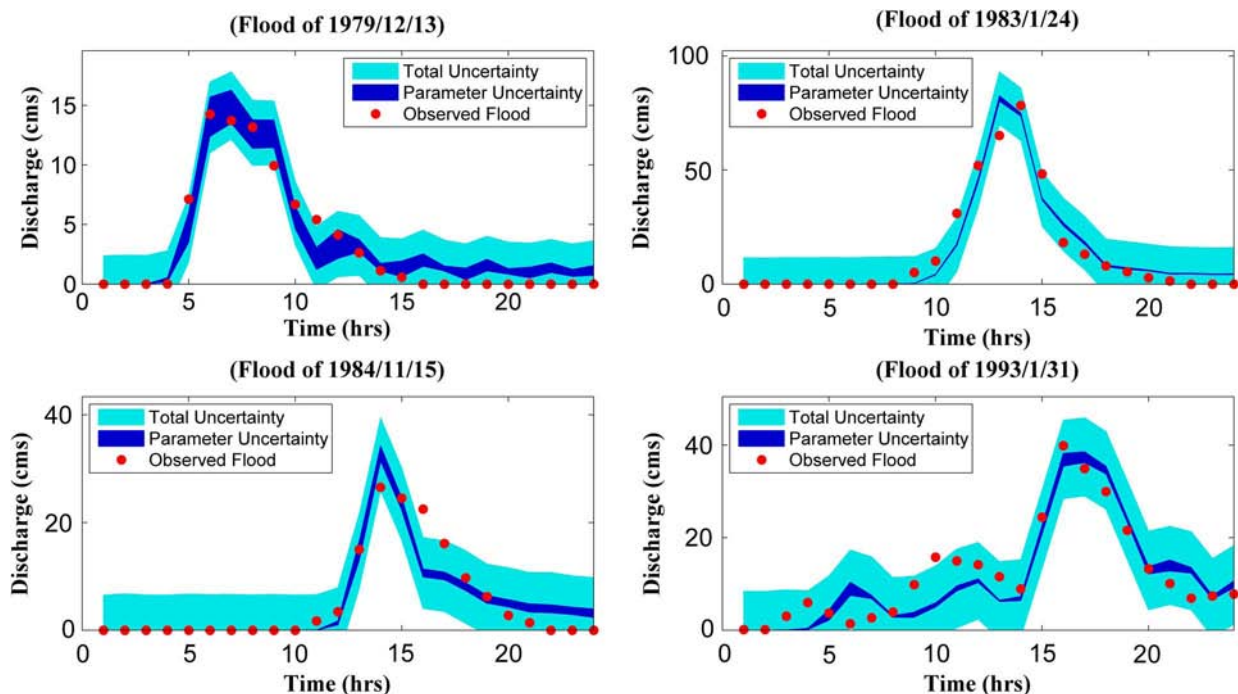 (Flood of 1979/12/13)
Discharge (cms)
15
10
5
0
Total Uncertainty
Parameter Uncertainty
Observed Flood
5
10
15
20
Time (hrs)
(Flood of 1983/1/24)
Discharge (cms)
100
50
0
Total Uncertainty
Parameter Uncertainty
Observed Flood
0
5
10
15
20
Time (hrs)
(Flood of 1984/11/15)
Discharge (cms)
40
20
0
Total Uncertainty
Parameter Uncertainty
Observed Flood
0
5
10
15
20
Time (hrs)
(Flood of 1993/1/31)
Discharge (cms)
40
20
0
Total Uncertainty
Parameter Uncertainty
Observed Flood
0
5
10
15
20
Time (hrs)